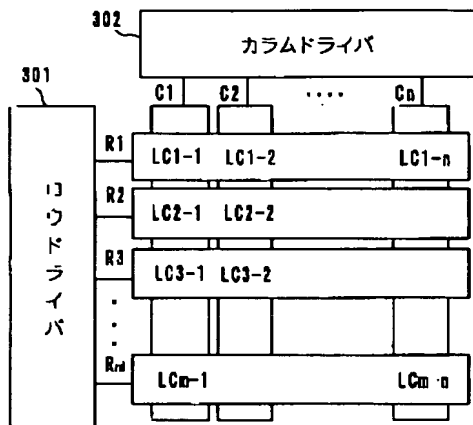 302
カラムドライバ
301
C1 C2 ···· Cn
R1 LC1-1 LC1-2 LC1-n
R2 LC2-1 LC2-2
R3 LC3-1 LC3-2
Rm LCm-1 LCm-n
ロウドライバ